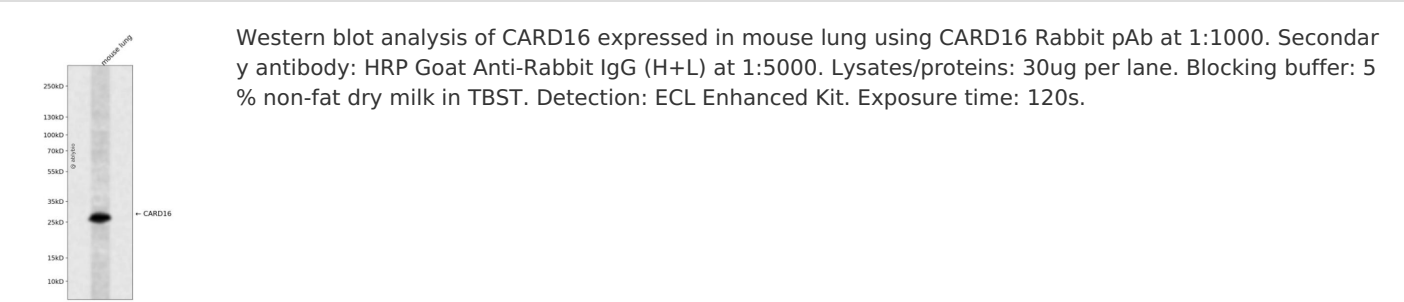 mouse lung
Western blot analysis of CARD16 expressed in mouse lung using CARD16 Rabbit pAb at 1:1000. Secondar
y antibody: HRP Goat Anti-Rabbit IgG (H+L) at 1:5000. Lysates/proteins: 30ug per lane. Blocking buffer: 5
% non-fat dry milk in TBST. Detection: ECL Enhanced Kit. Exposure time: 120s.
250kD
130kD
100kD
70kD
55kD
35kD
← CARD16
25kD
15kD
10kD